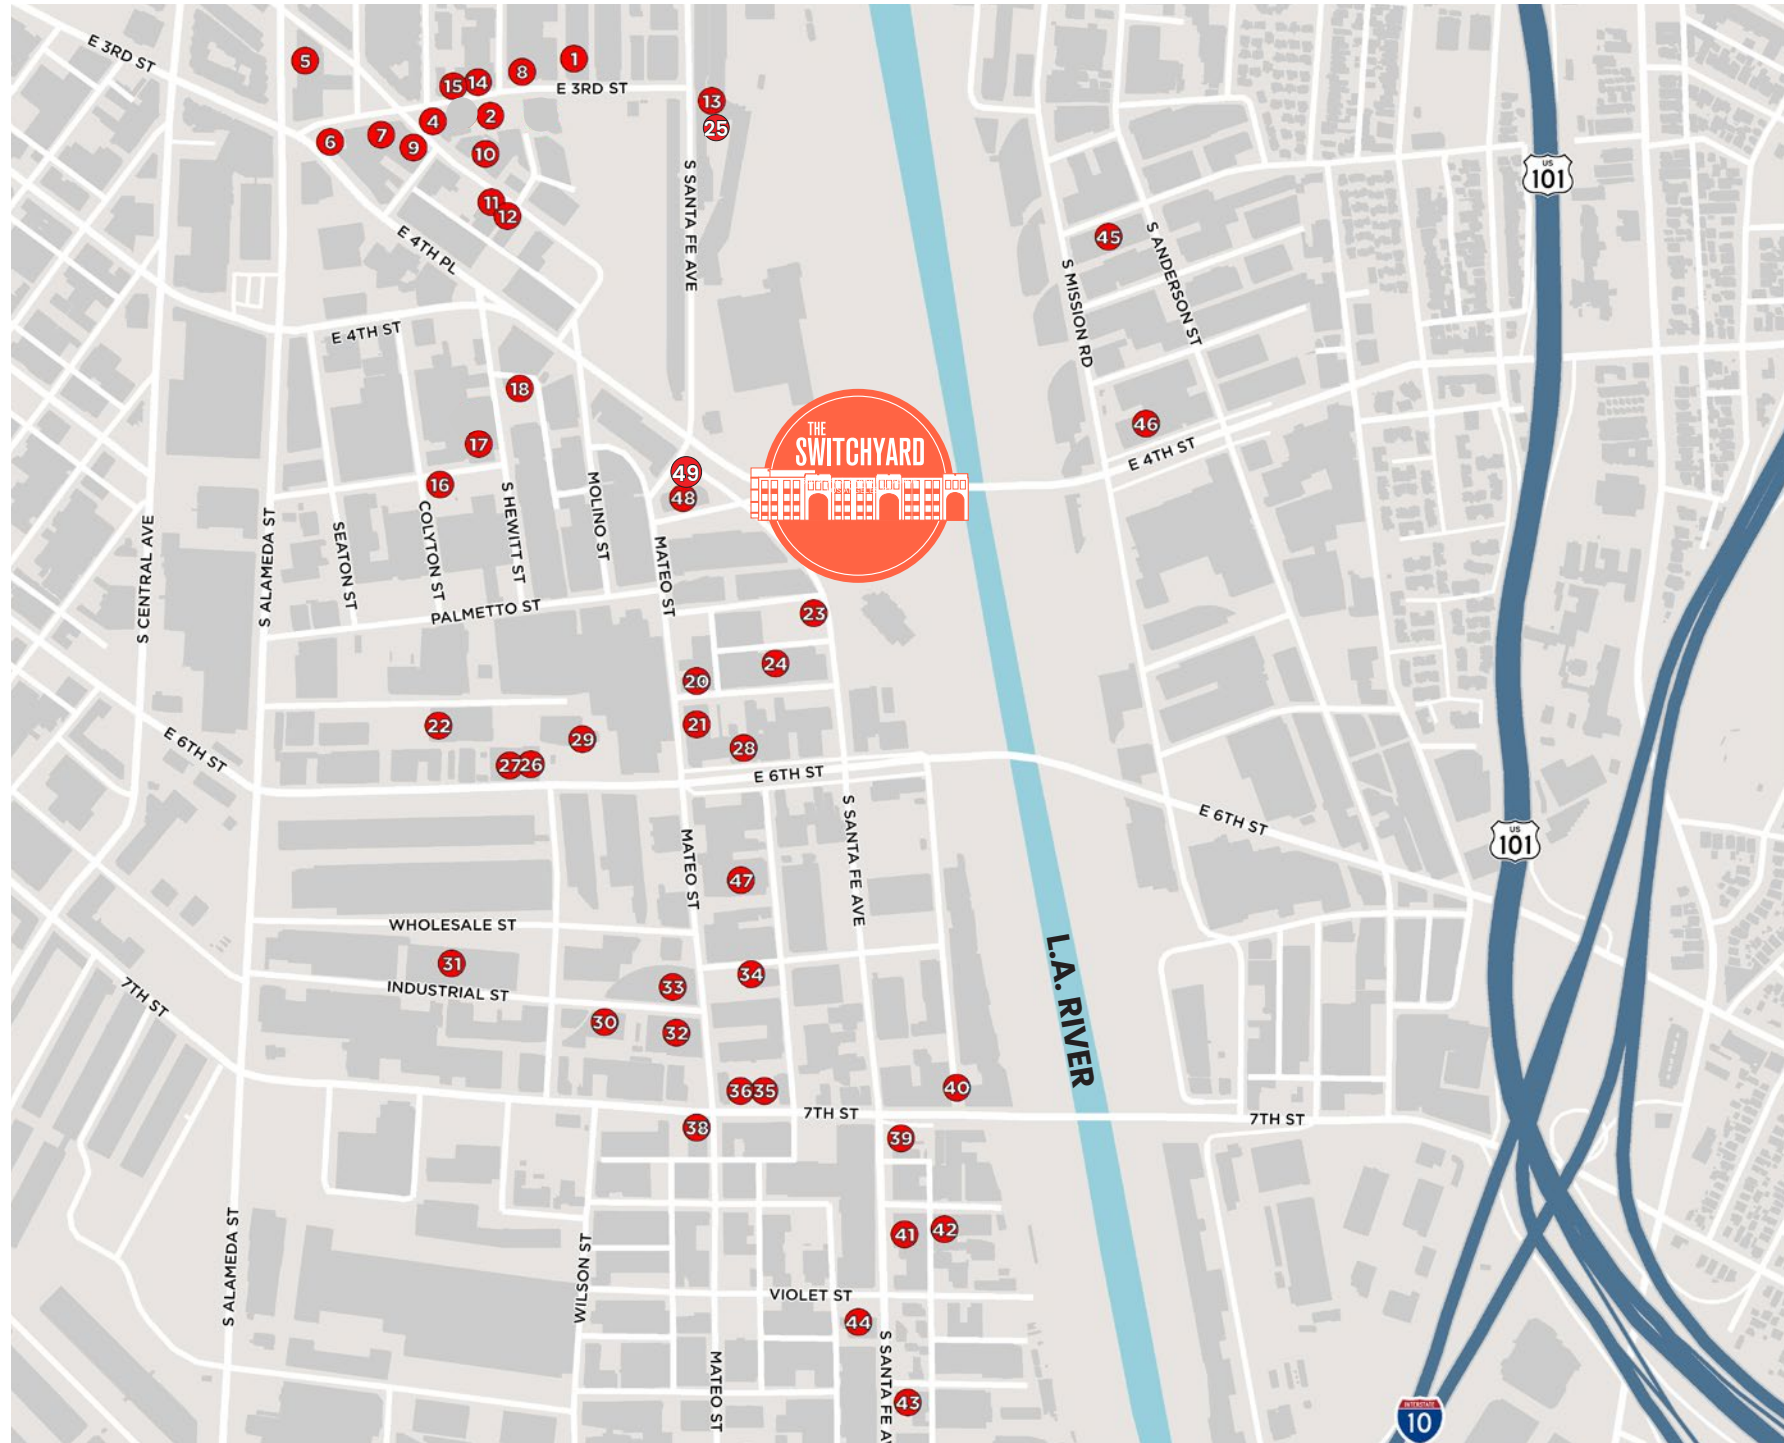 E 3RD ST
5
1
8
14
15
E 3RD ST
13
25
2
4
7
9
6
10
11
12
US
101
S SANTA FE AVE
45
S ANDERSON ST
S MISSION RD
E 4TH PL
E 4TH ST
18
17
16
THE
SWITCHYARD
49
48
46
E 4TH ST
S CENTRAL AVE
S ALAMEDA ST
SEATON ST
COLYTON ST
S HEWITT ST
MOLINO ST
MATEO ST
PALMETTO ST
23
24
20
21
22
29
28
27
26
E 6TH ST
E 6TH ST
E 6TH ST
US
101
MATEO ST
S SANTA FE AVE
47
WHOLESALE ST
31
INDUSTRIAL ST
33
34
30
32
7TH ST
L.A. RIVER
36
35
40
7TH ST
7TH ST
38
39
41
42
S ALAMEDA ST
WILSON ST
VIOLET ST
44
MATEO ST
S SANTA FE AV
43
INTERSTATE
10